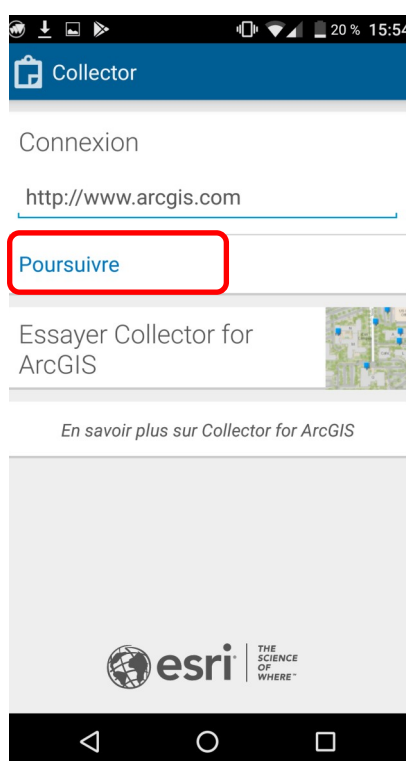 20 % 15:54
Collector
Connexion
http://www.arcgis.com
Poursuivre
Essayer Collector for
ArcGIS
En savoir plus sur Collector for ArcGIS
esri
THE
SCIENCE
OF
WHERE™